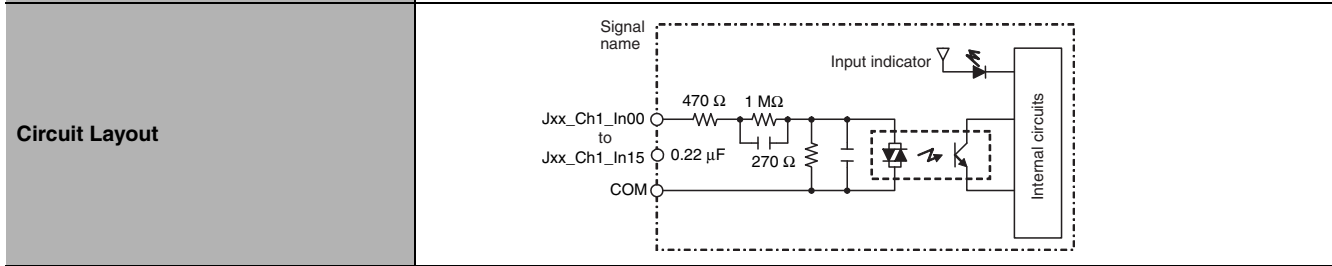 Circuit Layout
Signal
name
Input indicator
470 Ω
1 MΩ
Jxx_Ch1_In00
to
Jxx_Ch1_In15
0.22 μF
270 Ω
COM
Internal circuits